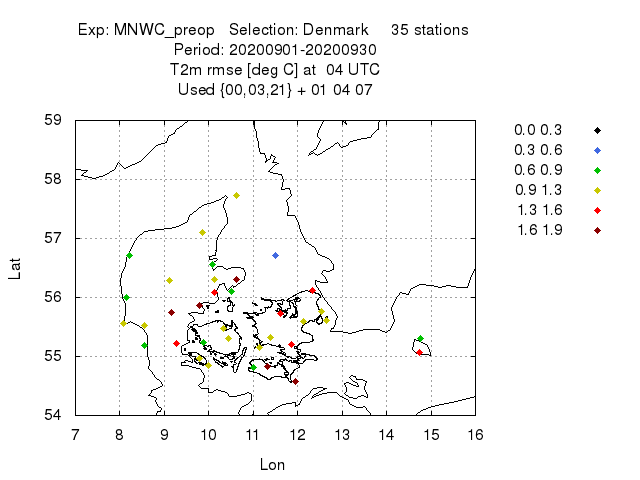 Exp: MNWC_preop   Selection: Denmark     35 stations
Period: 20200901-20200930
T2m rmse [deg C] at  04 UTC
Used {00,03,21} + 01 04 07
59
58
57
56
55
54
Lat
7 8 9 10 11 12 13 14 15 16
Lon
0.0 0.3
0.3 0.6
0.6 0.9
0.9 1.3
1.3 1.6
1.6 1.9